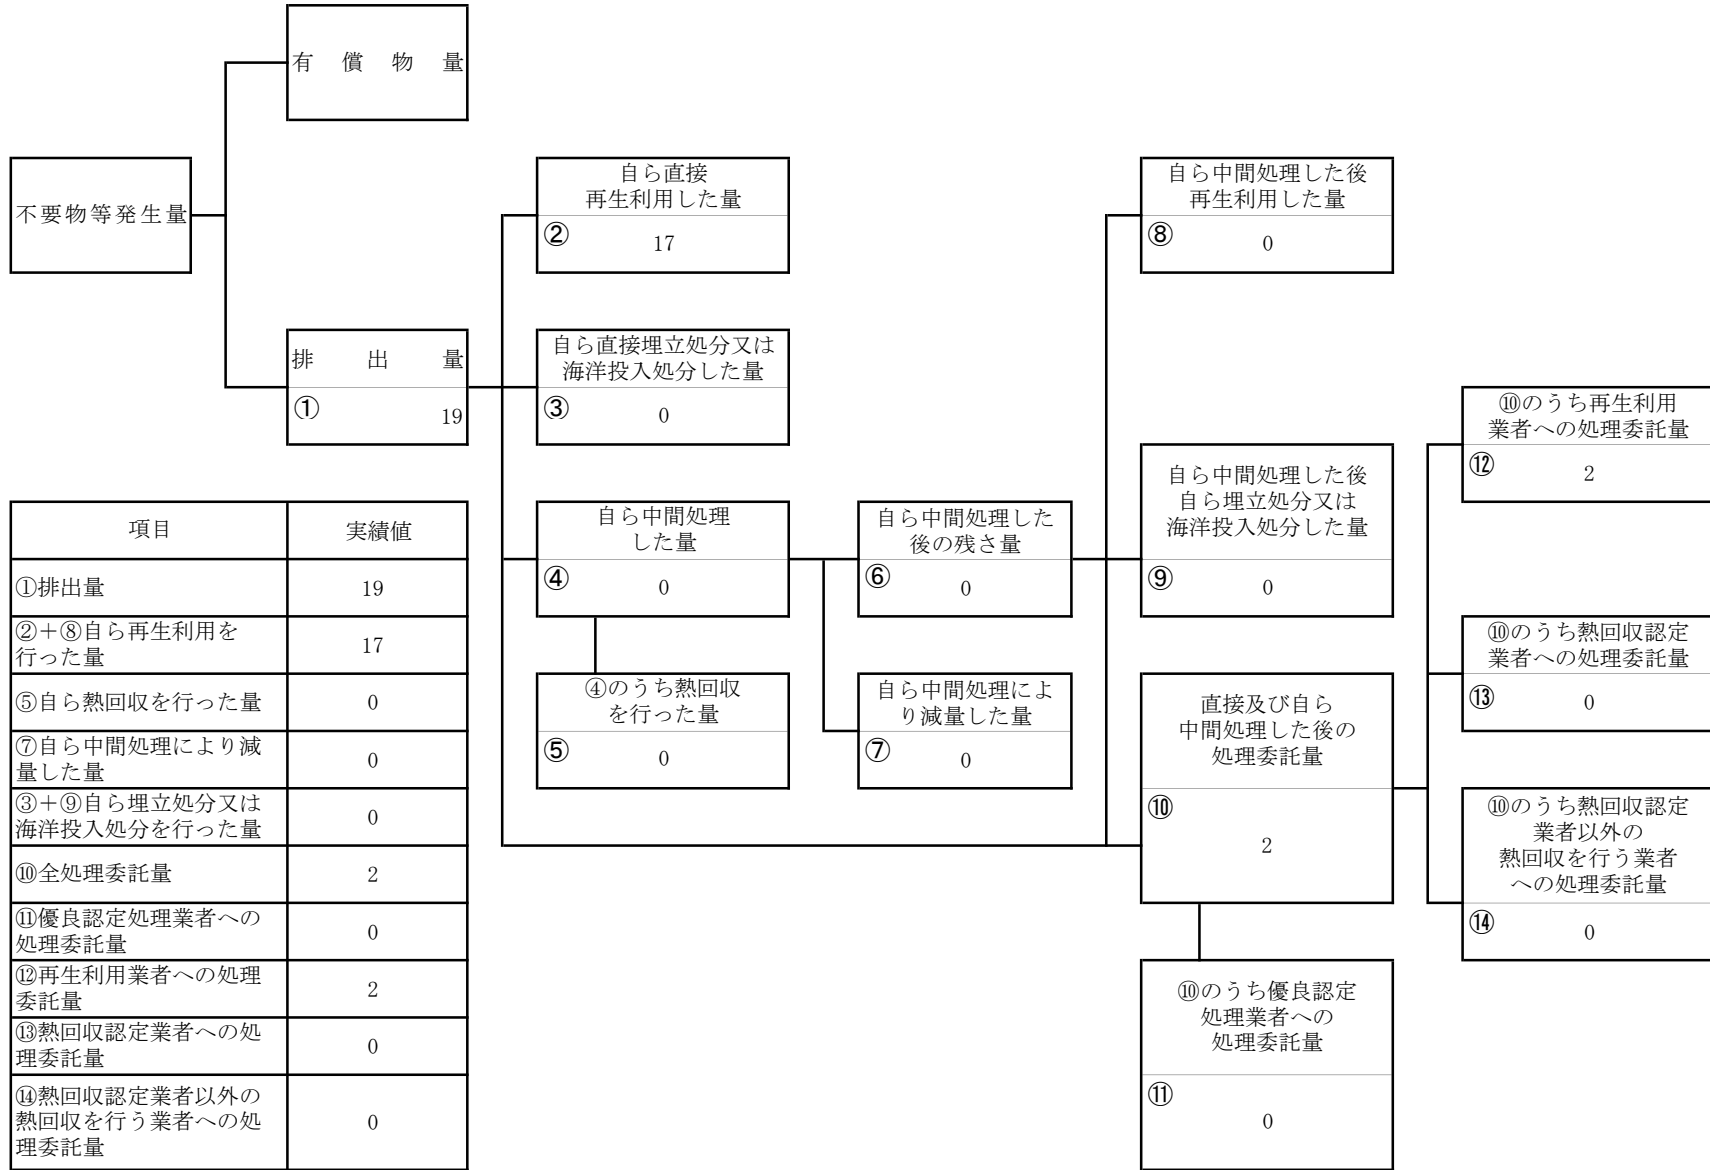 有償物量
不要物等発生量
自ら直接
再生利用した量
②
17
自ら中間処理した後
再生利用した量
⑧
0
排出量
①
19
自ら直接埋立処分又は
海洋投入処分した量
③
0
⑩のうち再生利用
業者への処理委託量
⑫
2
自ら中間処理
した量
④
0
自ら中間処理した
後の残さ量
⑥
0
自ら中間処理した後
自ら埋立処分又は
海洋投入処分した量
⑨
0
⑩のうち熱回収認定
業者への処理委託量
⑬
0
④のうち熱回収
を行った量
⑤
0
自ら中間処理によ
り減量した量
⑦
0
直接及び自ら
中間処理した後の
処理委託量
⑩
2
⑩のうち熱回収認定
業者以外の
熱回収を行う業者
への処理委託量
⑭
0
⑩のうち優良認定
処理業者への
処理委託量
⑪
0
項目 実績値
①排出量 19
②＋⑧自ら再生利用を
行った量 17
⑤自ら熱回収を行った量 0
⑦自ら中間処理により減
量した量 0
③＋⑨自ら埋立処分又は
海洋投入処分を行った量 0
⑩全処理委託量 2
⑪優良認定処理業者への
処理委託量 0
⑫再生利用業者への処理
委託量 2
⑬熱回収認定業者への処
理委託量 0
⑭熱回収認定業者以外の
熱回収を行う業者への処
理委託量 0